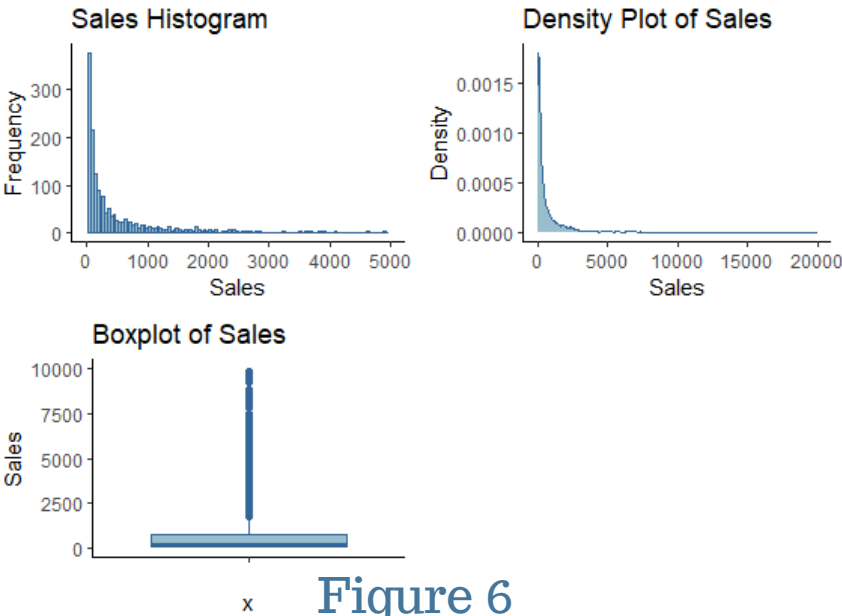 Sales Histogram
Frequency
300
200
100
0
0 1000 2000 3000 4000 5000
Sales
Density Plot of Sales
Density
0.0015
0.0010
0.0005
0.0000
0 5000 10000 15000 20000
Sales
Boxplot of Sales
Sales
10000
7500
5000
2500
0
x
Figure 6